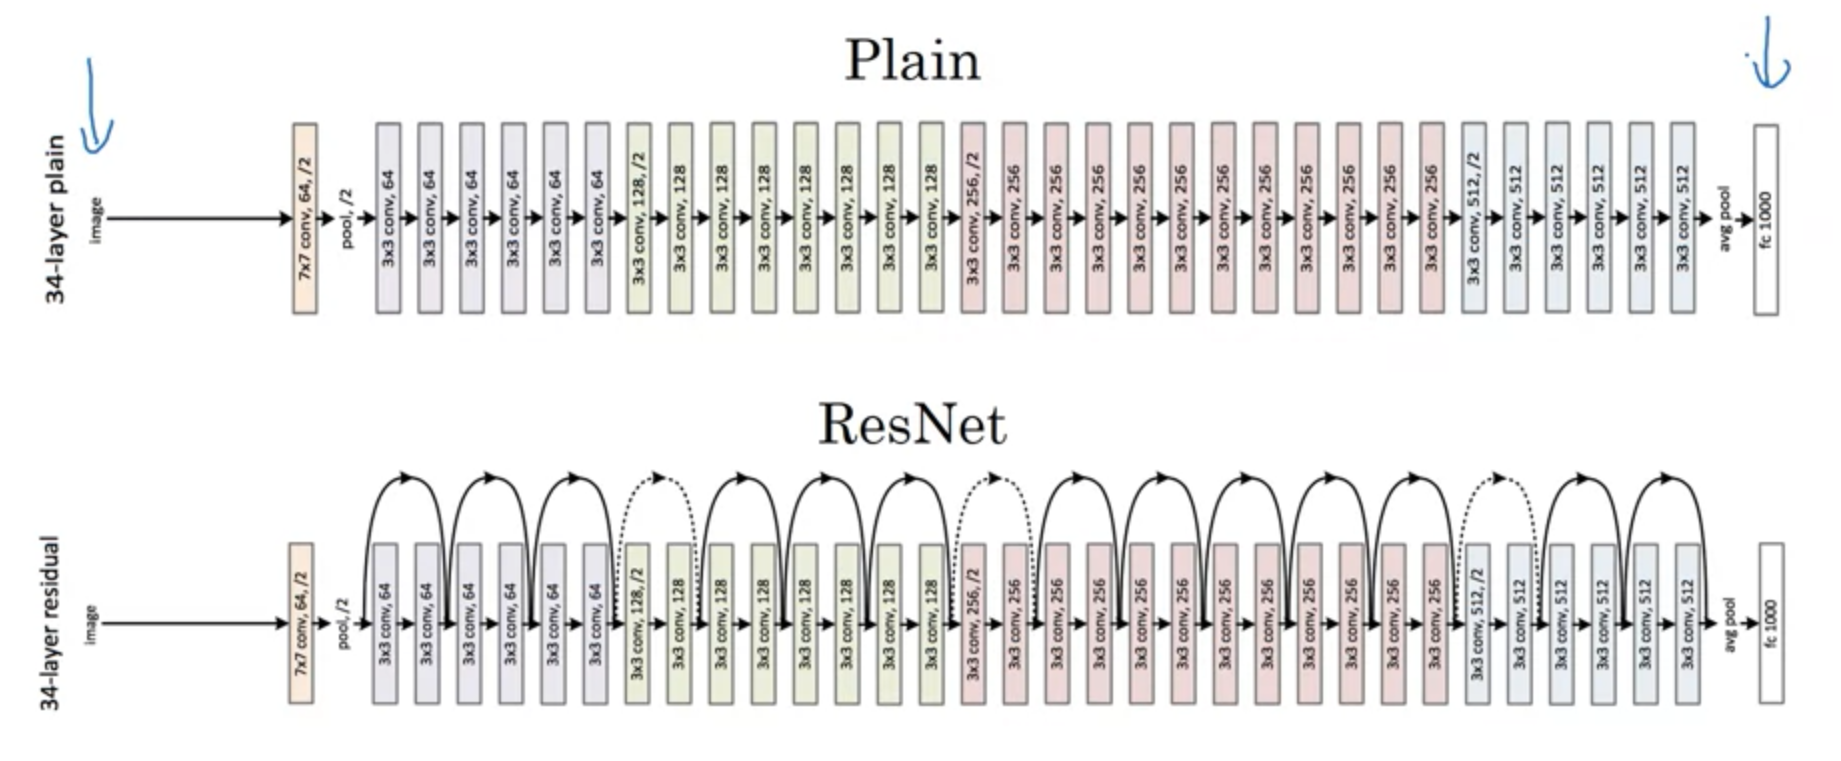 Plain
34-layer plain
image
7x7 conv, 64, /2
pool, /2
3x3 conv, 64
3x3 conv, 64
3x3 conv, 64
3x3 conv, 64
3x3 conv, 64
3x3 conv, 64
3x3 conv, 128, /2
3x3 conv, 128
3x3 conv, 128
3x3 conv, 128
3x3 conv, 128
3x3 conv, 128
3x3 conv, 128
3x3 conv, 128
3x3 conv, 256, /2
3x3 conv, 256
3x3 conv, 256
3x3 conv, 256
3x3 conv, 256
3x3 conv, 256
3x3 conv, 256
3x3 conv, 256
3x3 conv, 256
3x3 conv, 256
3x3 conv, 256
3x3 conv, 256
3x3 conv, 512, /2
3x3 conv, 512
3x3 conv, 512
3x3 conv, 512
3x3 conv, 512
3x3 conv, 512
avg pool
fc 1000
ResNet
34-layer residual
image
7x7 conv, 64, /2
pool, /2
3x3 conv, 64
3x3 conv, 64
3x3 conv, 64
3x3 conv, 64
3x3 conv, 64
3x3 conv, 64
3x3 conv, 128, /2
3x3 conv, 128
3x3 conv, 128
3x3 conv, 128
3x3 conv, 128
3x3 conv, 128
3x3 conv, 128
3x3 conv, 128
3x3 conv, 256, /2
3x3 conv, 256
3x3 conv, 256
3x3 conv, 256
3x3 conv, 256
3x3 conv, 256
3x3 conv, 256
3x3 conv, 256
3x3 conv, 256
3x3 conv, 256
3x3 conv, 256
3x3 conv, 256
3x3 conv, 512, /2
3x3 conv, 512
3x3 conv, 512
3x3 conv, 512
3x3 conv, 512
3x3 conv, 512
avg pool
fc 1000